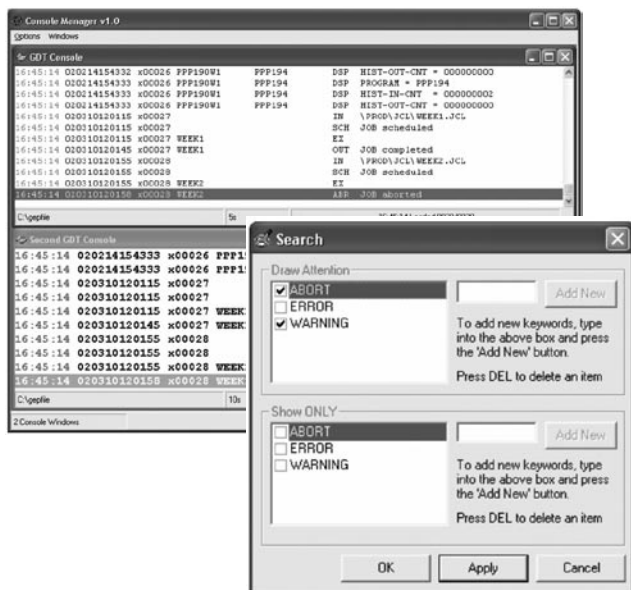 Console Manager v1.0
Options Windows
GDT Console
16:45:14 020214154332 x00026 PPP190W1 PPP194 DSP HIST-OUT-CNT = 000000000
16:45:14 020214154333 x00026 PPP190W1 PPP194 DSP PROGRAM = PPP194
16:45:14 020214154333 x00026 PPP190W1 PPP194 DSP HIST-IN-CNT = 000000002
16:45:14 020214154333 x00026 PPP190W1 PPP194 DSP HIST-OUT-CNT = 000000000
16:45:14 020310120115 x00027 IN \PROD\JCL\WEEK1.JCL
16:45:14 020310120115 x00027 SCH JOB scheduled
16:45:14 020310120115 x00027 WEEK1 EX
16:45:14 020310120145 x00027 WEEK1 OUT JOB completed
16:45:14 020310120155 x00028 IN \PROD\JCL\WEEK2.JCL
16:45:14 020310120155 x00028 SCH JOB scheduled
16:45:14 020310120155 x00028 WEEK2 EX
16:45:14 020310120158 x00028 WEEK2 ABR JOB aborted
C:\gepfile 5s
Second GDT Console
16:45:14 020214154333 x00026 PPP1
16:45:14 020214154333 x00026 PPP1
16:45:14 020310120115 x00027
16:45:14 020310120115 x00027
16:45:14 020310120115 x00027 WEEK
16:45:14 020310120145 x00027 WEEK
16:45:14 020310120155 x00028
16:45:14 020310120155 x00028
16:45:14 020310120155 x00028 WEEK
16:45:14 020310120158 x00028 WEEK
C:\gepfile 10s
2 Console Windows
Search
Draw Attention
ABORT
ERROR
WARNING
Add New
To add new keywords, type
into the above box and press
the 'Add New' button.
Press DEL to delete an item
Show ONLY
ABORT
ERROR
WARNING
Add New
To add new keywords, type
into the above box and press
the 'Add New' button.
Press DEL to delete an item
OK Apply Cancel